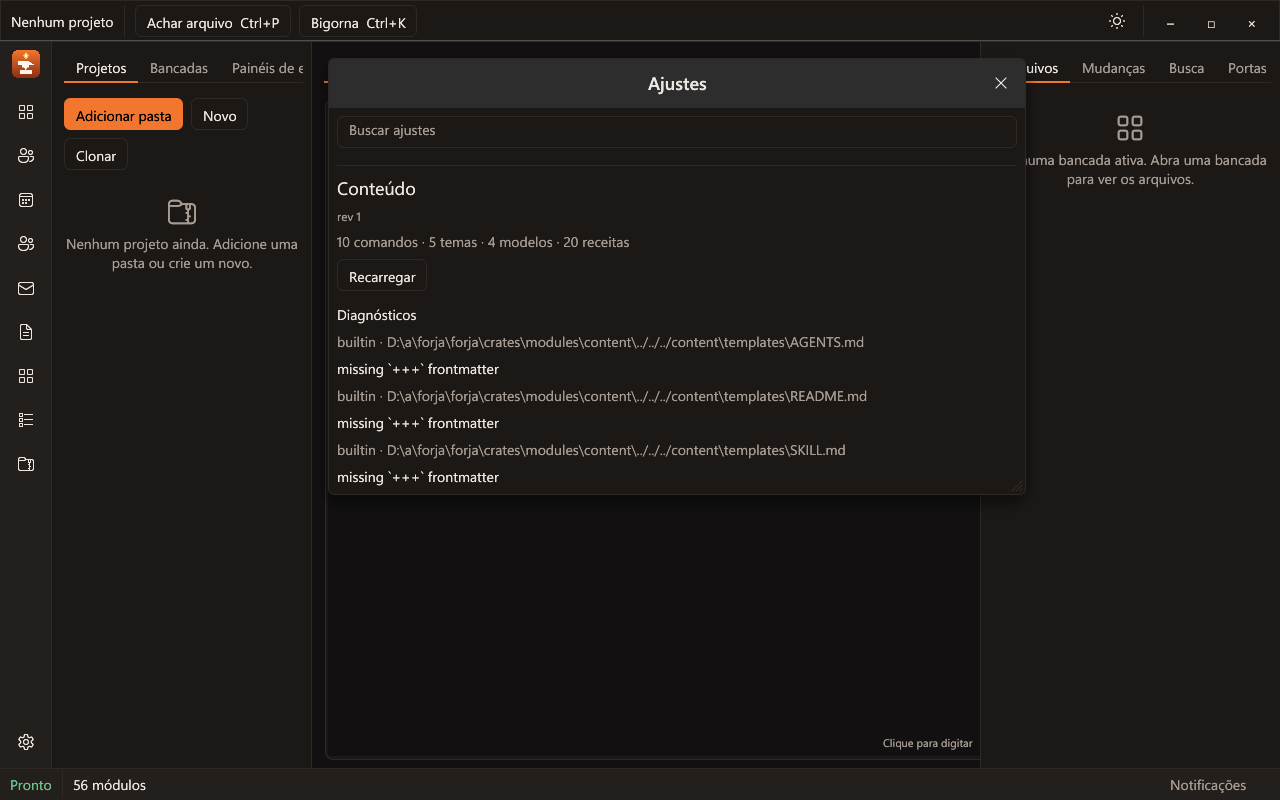 Nenhum projeto
Achar arquivo Ctrl+P
Bigorna Ctrl+K
Projetos
Bancadas
Painéis de e
Adicionar pasta
Novo
Clonar
Nenhum projeto ainda. Adicione uma
pasta ou crie um novo.
Ajustes
Buscar ajustes
Conteúdo
rev 1
10 comandos · 5 temas · 4 modelos · 20 receitas
Recarregar
Diagnósticos
builtin · D:\a\forja\forja\crates\modules\content\../../../content\templates\AGENTS.md
missing `+++` frontmatter
builtin · D:\a\forja\forja\crates\modules\content\../../../content\templates\README.md
missing `+++` frontmatter
builtin · D:\a\forja\forja\crates\modules\content\../../../content\templates\SKILL.md
missing `+++` frontmatter
Clique para digitar
uivos
Mudanças
Busca
Portas
uma bancada ativa. Abra uma bancada
para ver os arquivos.
Pronto
56 módulos
Notificações